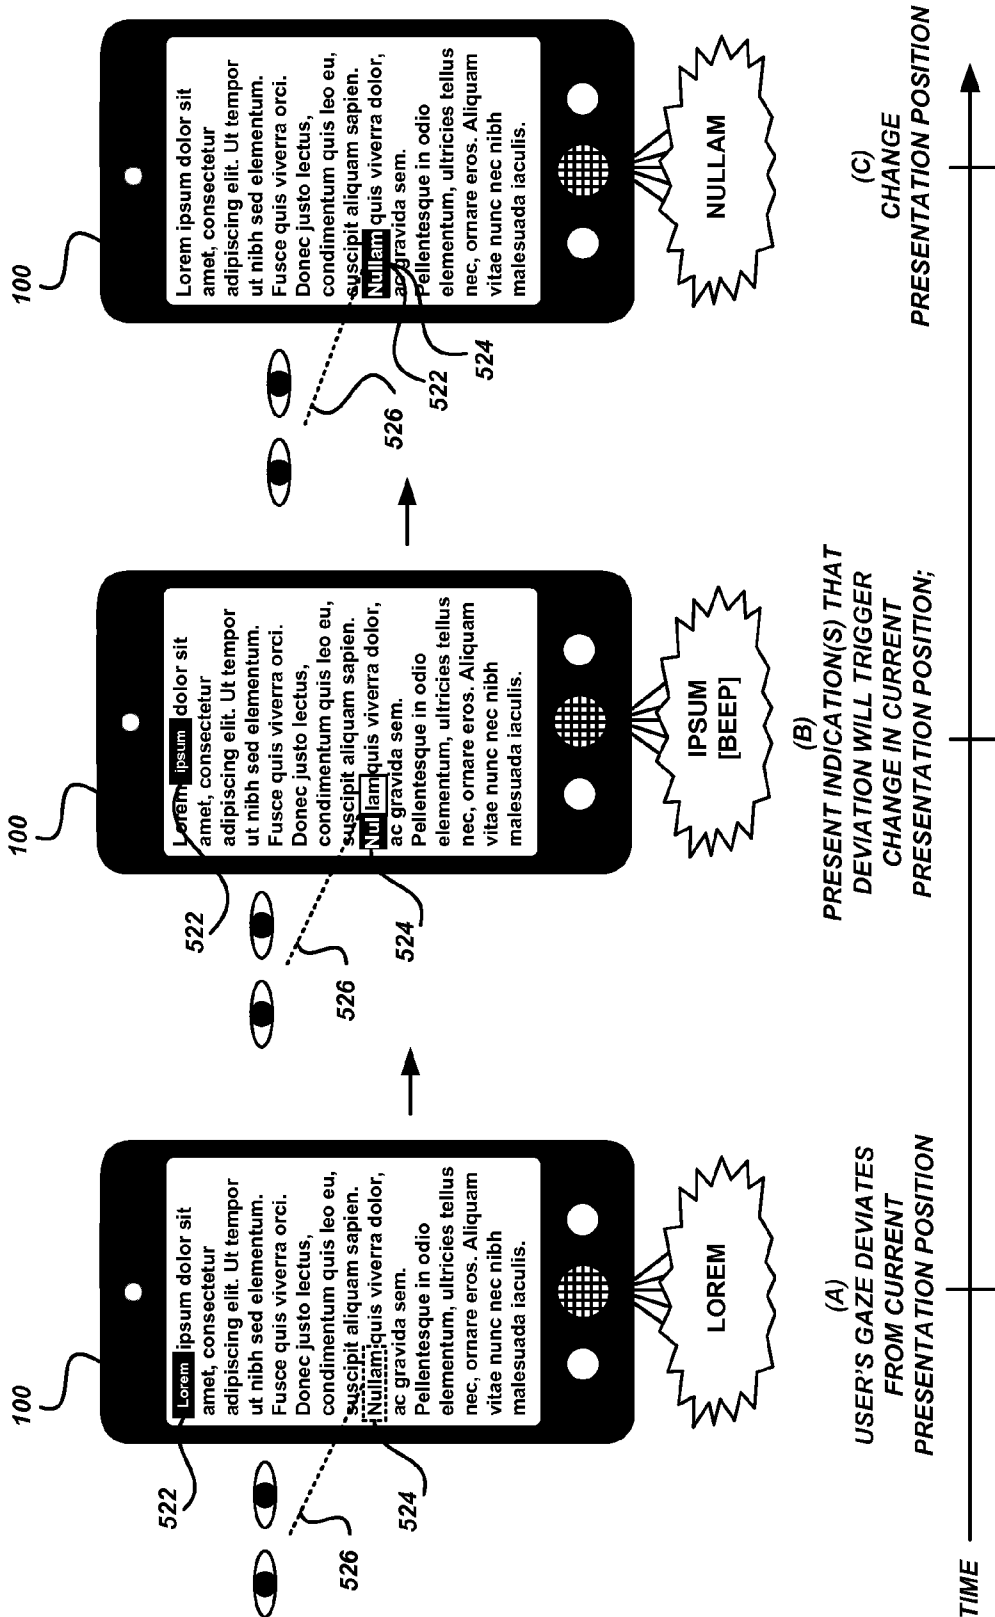 100
Lorem ipsum dolor sit
amet, consectetur
adipiscing elit. Ut tempor
ut nibh sed elementum.
Fusce quis viverra orci.
Donec justo lectus,
condimentum quis leo eu,
suscipit aliquam sapien.
Nullam quis viverra dolor,
ac gravida sem.
Pellentesque in odio
elementum, ultricies tellus
nec, ornare eros. Aliquam
vitae nunc nec nibh
malesuada iaculis.
522
526
524
LOREM
(A)
USER'S GAZE DEVIATES
FROM CURRENT
PRESENTATION POSITION
100
Lorem ipsum dolor sit
amet, consectetur
adipiscing elit. Ut tempor
ut nibh sed elementum.
Fusce quis viverra orci.
Donec justo lectus,
condimentum quis leo eu,
suscipit aliquam sapien.
Nullam quis viverra dolor,
ac gravida sem.
Pellentesque in odio
elementum, ultricies tellus
nec, ornare eros. Aliquam
vitae nunc nec nibh
malesuada iaculis.
522
526
524
IPSUM
[BEEP]
(B)
PRESENT INDICATION(S) THAT
DEVIATION WILL TRIGGER
CHANGE IN CURRENT
PRESENTATION POSITION;
100
Lorem ipsum dolor sit
amet, consectetur
adipiscing elit. Ut tempor
ut nibh sed elementum.
Fusce quis viverra orci.
Donec justo lectus,
condimentum quis leo eu,
suscipit aliquam sapien.
Nullam quis viverra dolor,
ac gravida sem.
Pellentesque in odio
elementum, ultricies tellus
nec, ornare eros. Aliquam
vitae nunc nec nibh
malesuada iaculis.
526
522
524
NULLAM
(C)
CHANGE
PRESENTATION POSITION
TIME